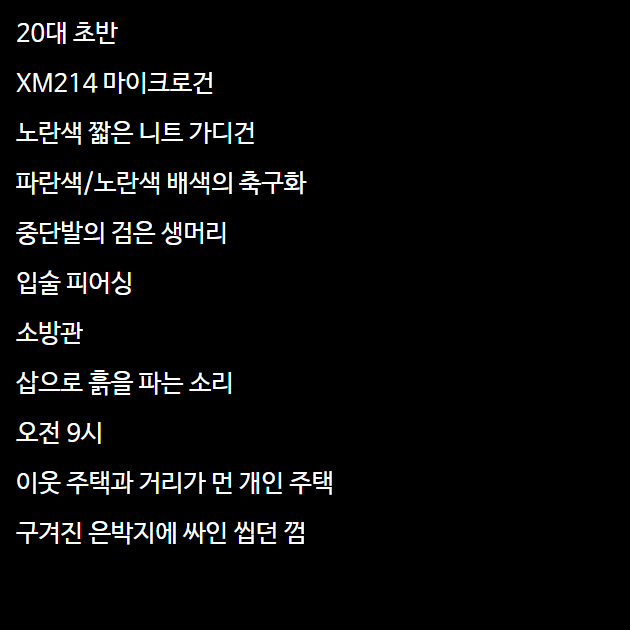 20대 초반
XM214 마이크로건
노란색 짧은 니트 가디건
파란색/노란색 배색의 축구화
중단발의 검은 생머리
입술 피어싱
소방관
삽으로 흙을 파는 소리
오전 9시
이웃 주택과 거리가 먼 개인 주택
구겨진 은박지에 싸인 씹던 껌